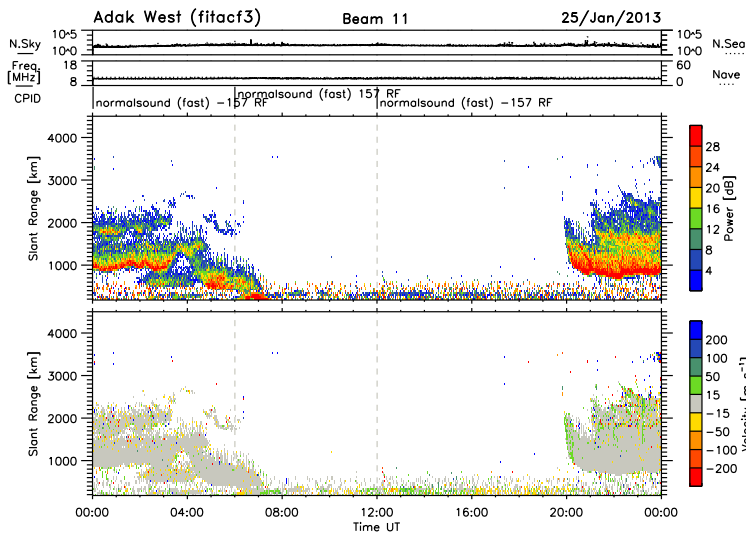 Adak West (fitacf3) Beam 11 25/Jan/2013
N.Sky 10^5 10^0 10^5 10^0 N.Sea
Freq. [MHz] 18 8 60 0 Nave
CPID normalsound (fast) -157 RF normalsound (fast) 157 RF normalsound (fast) -157 RF
Slant Range [km]
4000
3000
2000
1000
28
24
20
16
12
8
4
Power [dB]
Slant Range [km]
4000
3000
2000
1000
200
100
50
15
-15
-50
-100
-200
Velocity [m s^-1]
00:00 04:00 08:00 12:00 16:00 20:00 00:00
Time UT